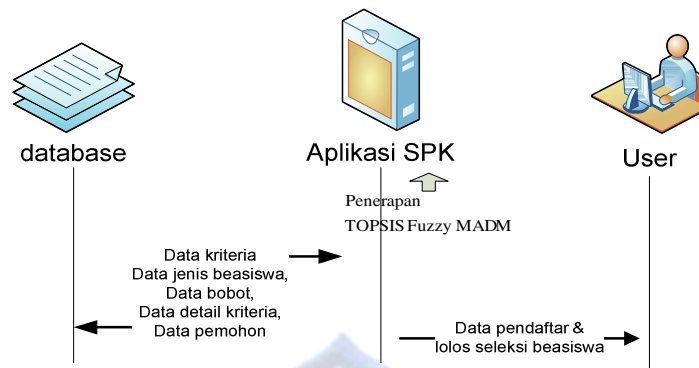 database
Aplikasi SPK
User
Penerapan
TOPSIS Fuzzy MADM
Data kriteria
Data jenis beasiswa,
Data bobot,
Data detail kriteria,
Data pemohon
Data pendaftar &
lolos seleksi beasiswa